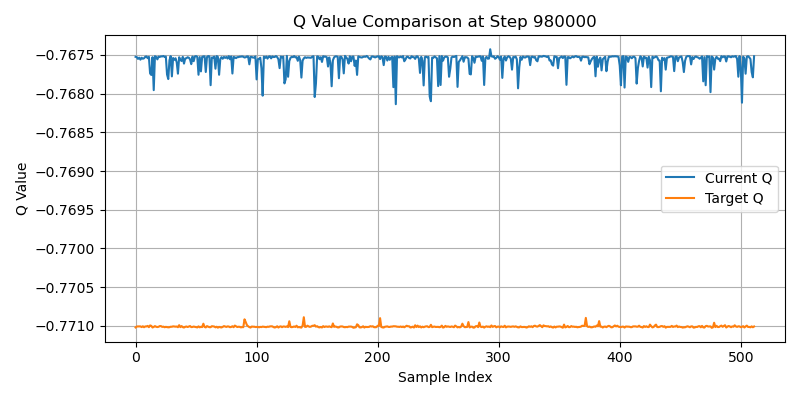 Q Value Comparison at Step 980000
Q Value
−0.7675
−0.7680
−0.7685
−0.7690
−0.7695
−0.7700
−0.7705
−0.7710
Current Q
Target Q
0 100 200 300 400 500
Sample Index